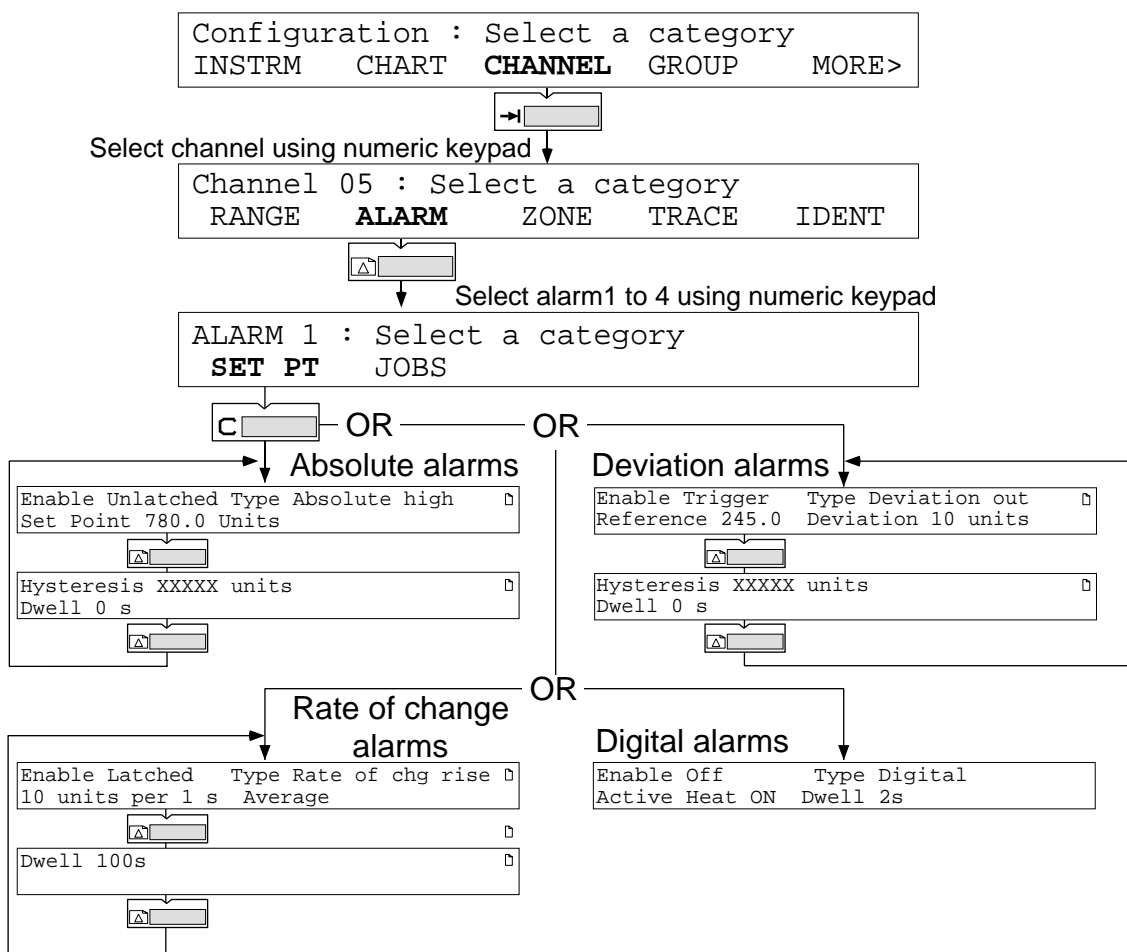 Configuration : Select a category
INSTRM CHART CHANNEL GROUP MORE>
Select channel using numeric keypad
Channel 05 : Select a category
RANGE ALARM ZONE TRACE IDENT
Select alarm1 to 4 using numeric keypad
ALARM 1 : Select a category
SET PT JOBS
C
OR
OR
Absolute alarms
Enable Unlatched Type Absolute high
Set Point 780.0 Units
Hysteresis XXXXX units
Dwell 0 s
Deviation alarms
Enable Trigger Type Deviation out
Reference 245.0 Deviation 10 units
Hysteresis XXXXX units
Dwell 0 s
OR
Rate of change
alarms
Enable Latched Type Rate of chg rise
10 units per 1 s Average
Dwell 100s
Digital alarms
Enable Off Type Digital
Active Heat ON Dwell 2s